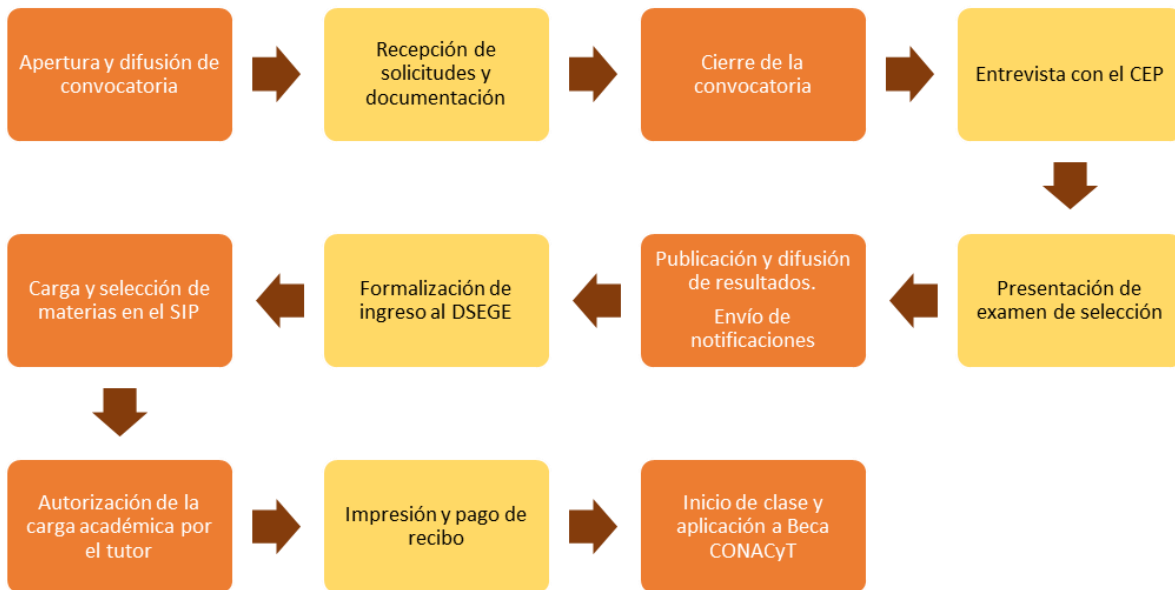 Apertura y difusión de
convocatoria
Recepción de
solicitudes y
documentación
Cierre de la
convocatoria
Entrevista con el CEP
Presentación de
examen de selección
Publicación y difusión
de resultados.
Envío de
notificaciones
Formalización de
ingreso al DSEGE
Carga y selección de
materias en el SIP
Autorización de la
carga académica por
el tutor
Impresión y pago de
recibo
Inicio de clase y
aplicación a Beca
CONACyT